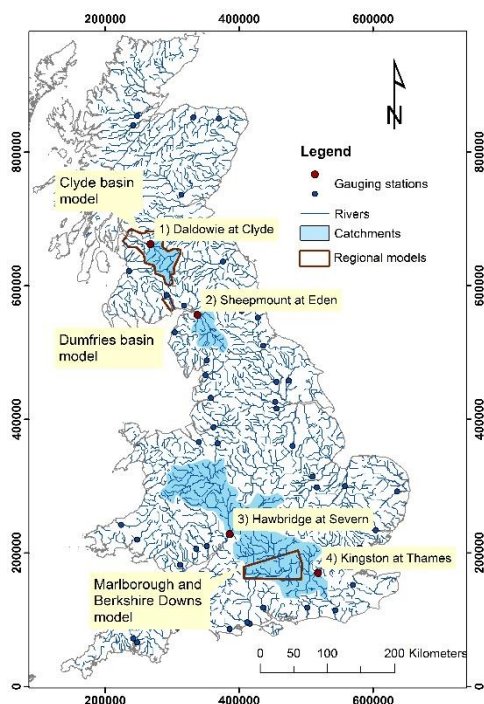 200000
400000
600000
N
800000
800000
Legend
Gauging stations
Rivers
Catchments
Regional models
Clyde basin
model
1) Daldowie at Clyde
600000
600000
2) Sheepmount at Eden
Dumfries basin
model
400000
400000
3) Hawbridge at Severn
200000
200000
4) Kingston at Thames
Marlborough and
Berkshire Downs
model
0 50 100 200 Kilometers
0
0
200000
400000
600000